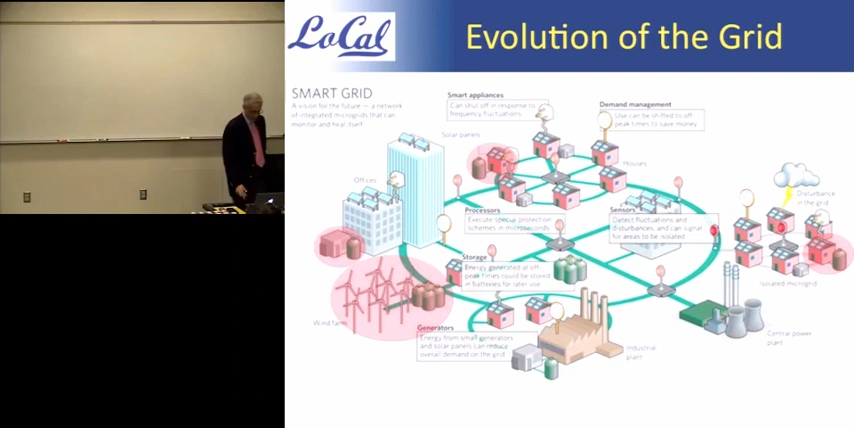 LoCal
Evolution of the Grid
SMART GRID
A vision for the future — a network
of integrated microgrids that can
monitor and heal itself.
Smart appliances
Can shut off in response to
frequency fluctuations.
Demand management
Use can be shifted to off-
peak times to save money.
Solar panels
Houses
Offices
Processors
Execute special protection
schemes in microseconds.
Sensors
Detect fluctuations and
disturbances, and can signal
for areas to be isolated.
Disturbance
in the grid
Storage
Energy generated at off-
peak times could be stored
in batteries for later use.
Isolated microgrid
Wind farm
Generators
Energy from small generators
and solar panels can reduce
overall demand on the grid.
Industrial
plant
Central power
plant